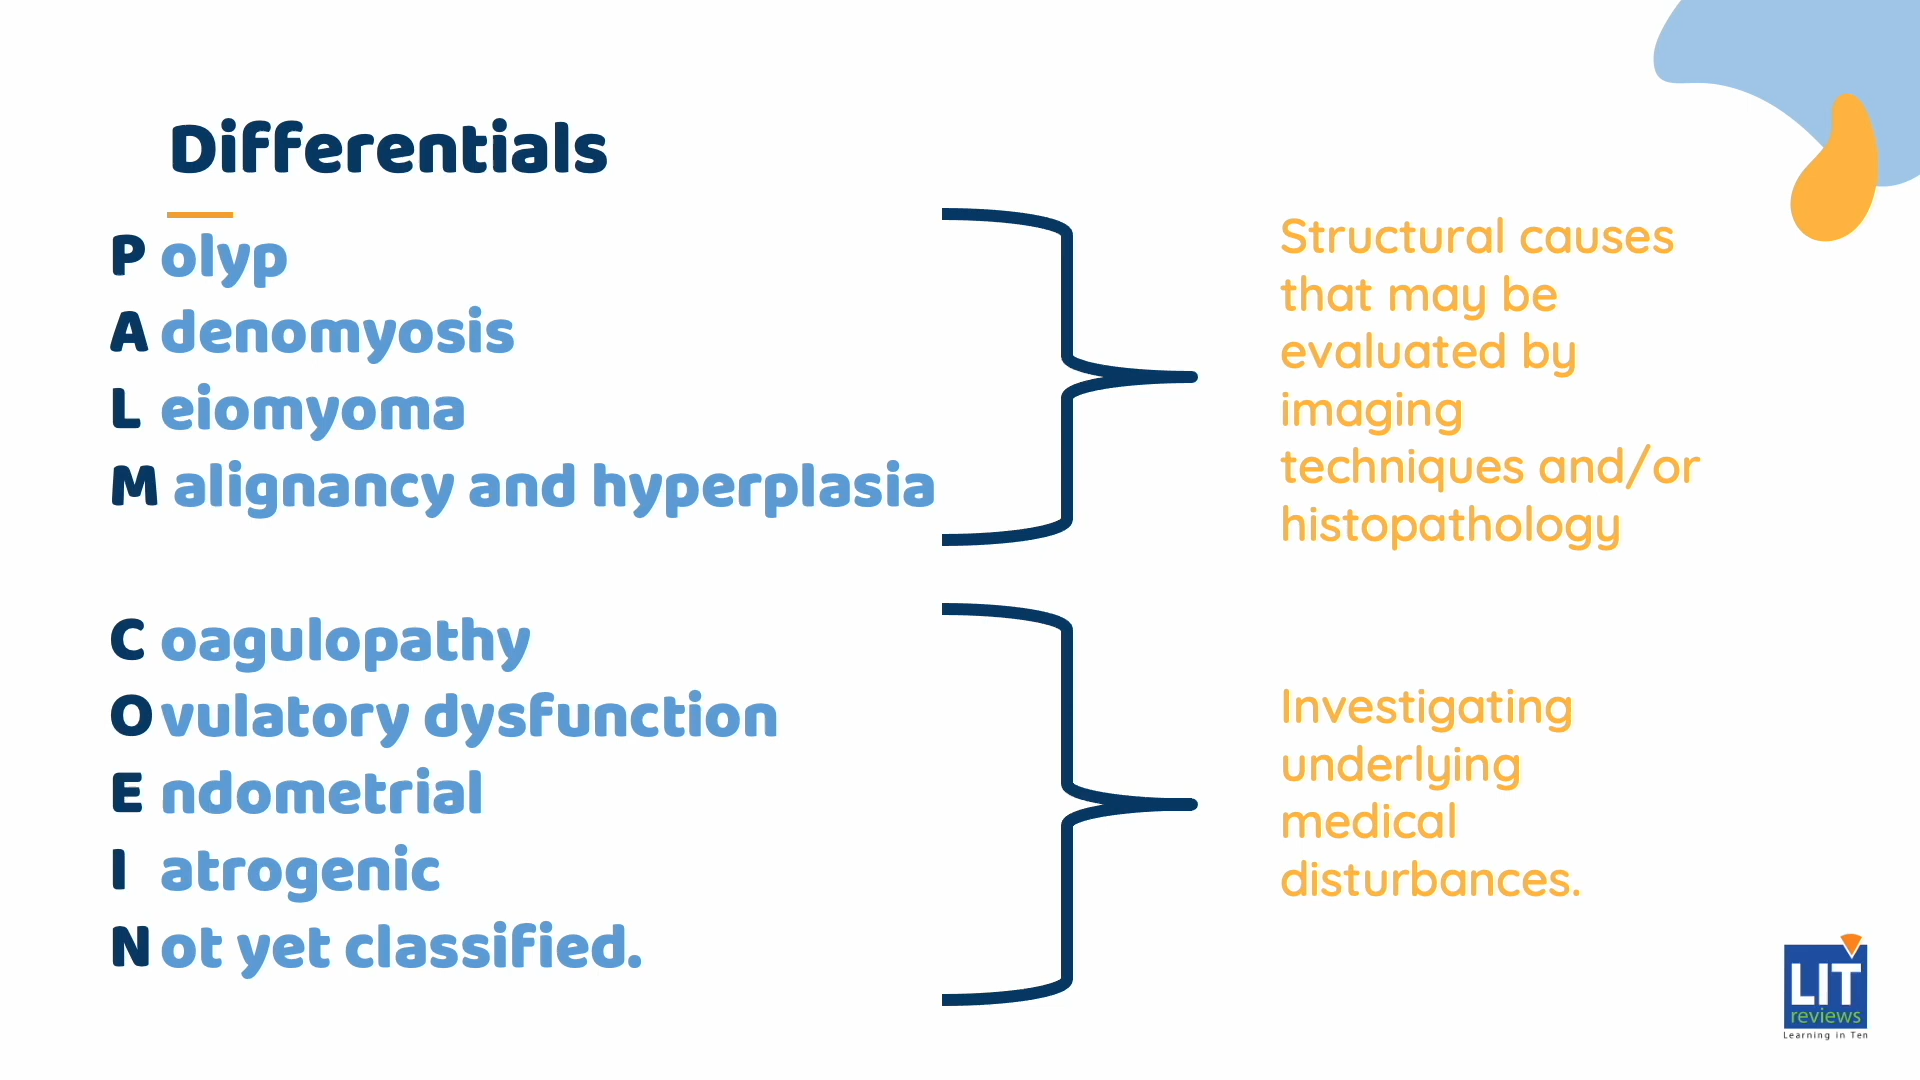 Differentials
P olyp
A denomyosis
L eiomyoma
M alignancy and hyperplasia
Structural causes
that may be
evaluated by
imaging
techniques and/or
histopathology
C oagulopathy
O vulatory dysfunction
E ndometrial
I atrogenic
N ot yet classified.
Investigating
underlying
medical
disturbances.
LIT
reviews
Learning in Ten